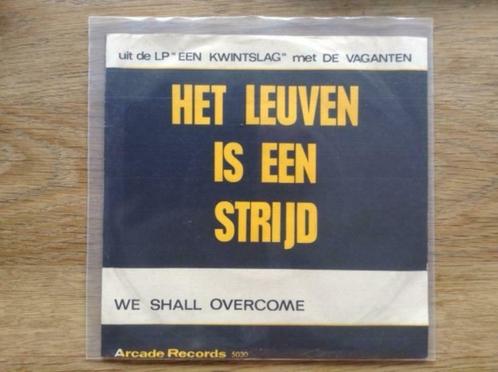 uit de LP "EEN KWINTSLAG" met DE VAGANTEN
HET LEUVEN
IS EEN
STRIJD
WE SHALL OVERCOME
Arcade Records 5030